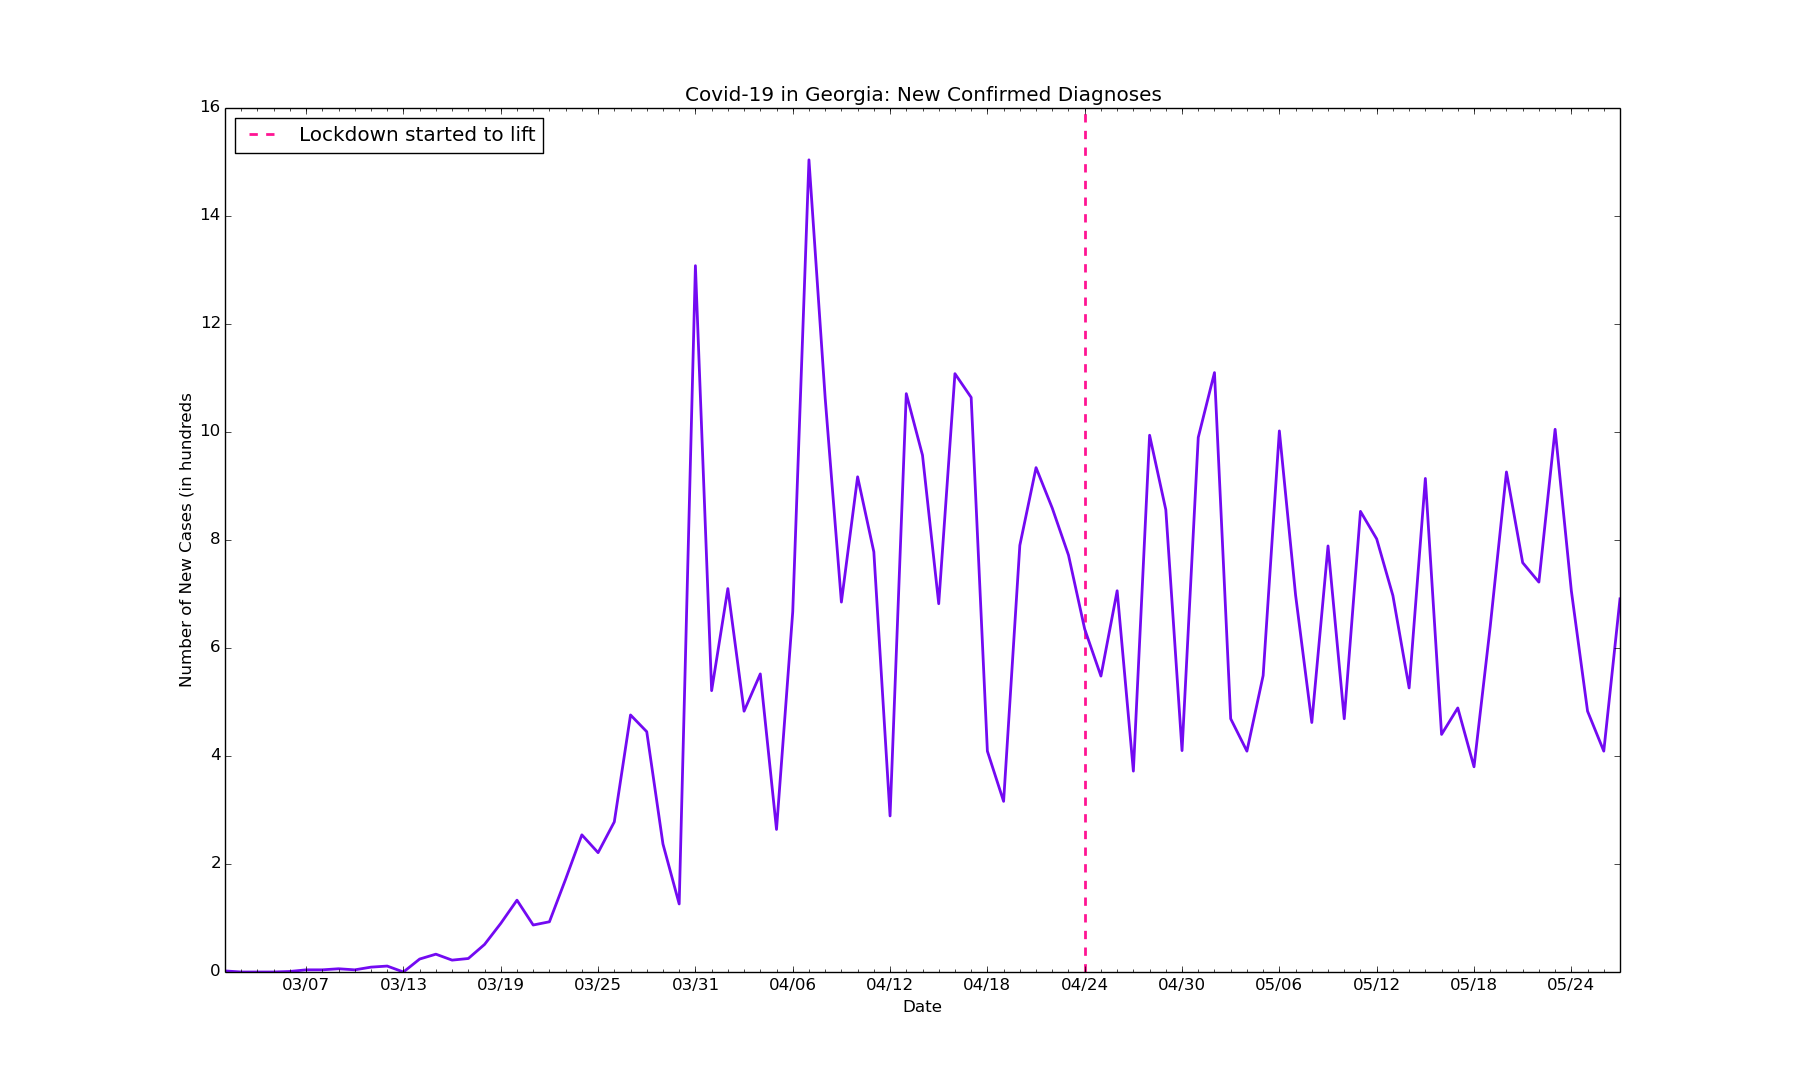 Covid-19 in Georgia: New Confirmed Diagnoses
Lockdown started to lift
Number of New Cases (in hundreds
16
14
12
10
8
6
4
2
0
03/07 03/13 03/19 03/25 03/31 04/06 04/12 04/18 04/24 04/30 05/06 05/12 05/18 05/24
Date